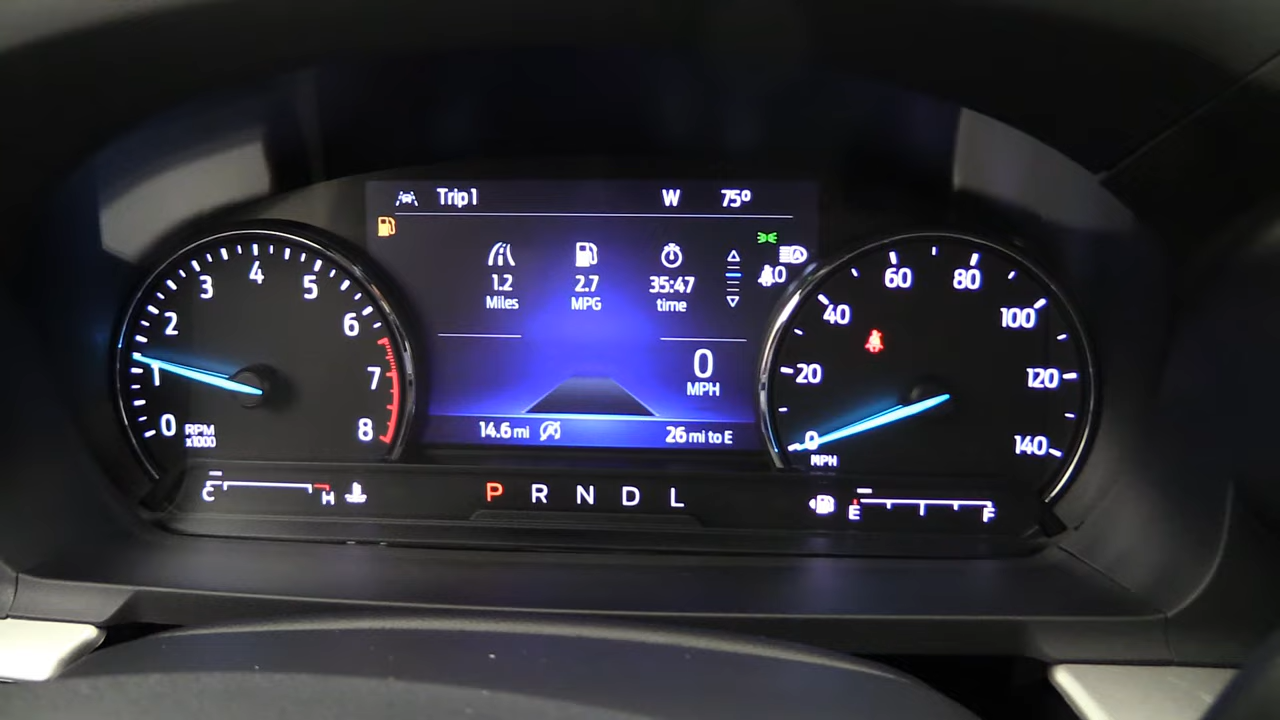 Trip 1 W 75°
1.2 2.7 35:47
Miles MPG time
0
MPH
14.6 mi 26 mi to E
0 1 2 3 4 5 6 7 8
RPM
x1000
0 20 40 60 80 100 120 140
MPH
C H
P R N D L
E F